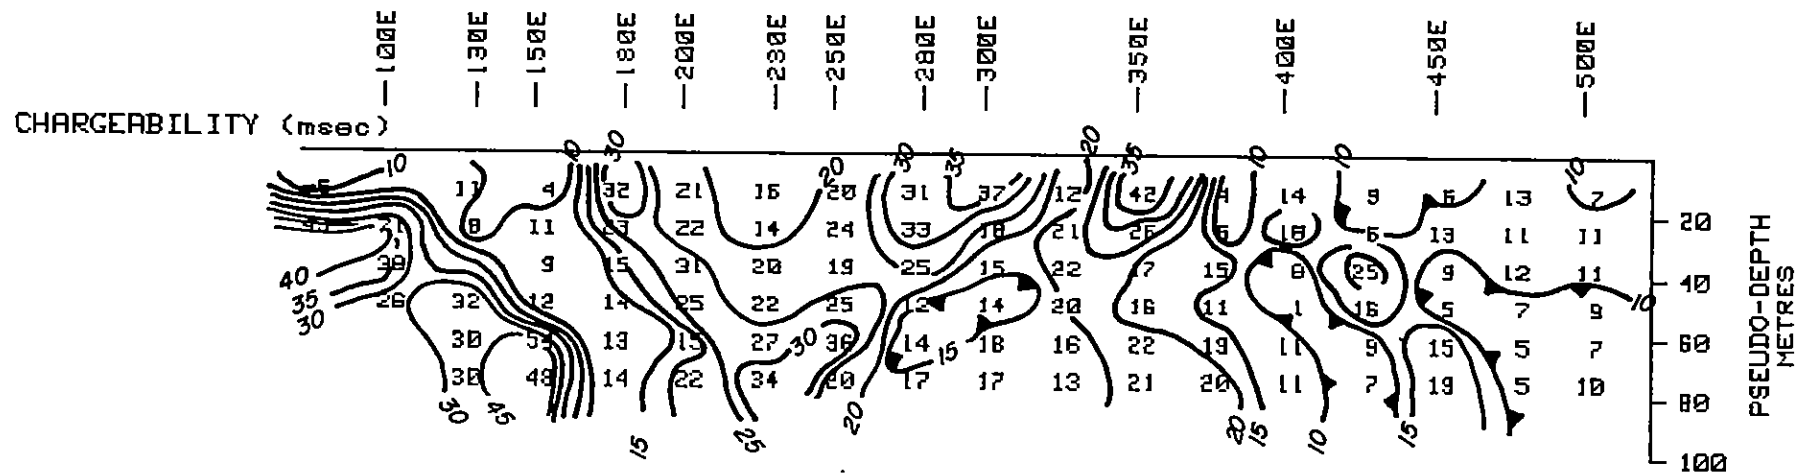 100E 130E 150E 180E 200E 230E 250E 280E 300E 350E 400E 450E 500E
CHARGEABILITY (msec)
10 10 30 20 30 35 20 35 10 10 10
11 4 32 21 16 20 31 37 12 42 14 9 6 13 7
8 11 23 22 14 24 33 18 21 26 6 18 6 13 11 11
38 9 15 31 20 19 25 15 22 17 15 8 25 9 12 11
40
26 32 12 14 25 22 25 12 14 20 16 11 1 16 5 7 9 10
35
30
30 13 15 27 30 36 14 15 18 16 22 19 11 9 15 5 7
30 48 14 22 34 20 17 17 13 21 20 11 7 19 5 10
30 45 15 25 20 20 15 10 15
20
40
60
80
100
PSEUDO-DEPTH
METRES